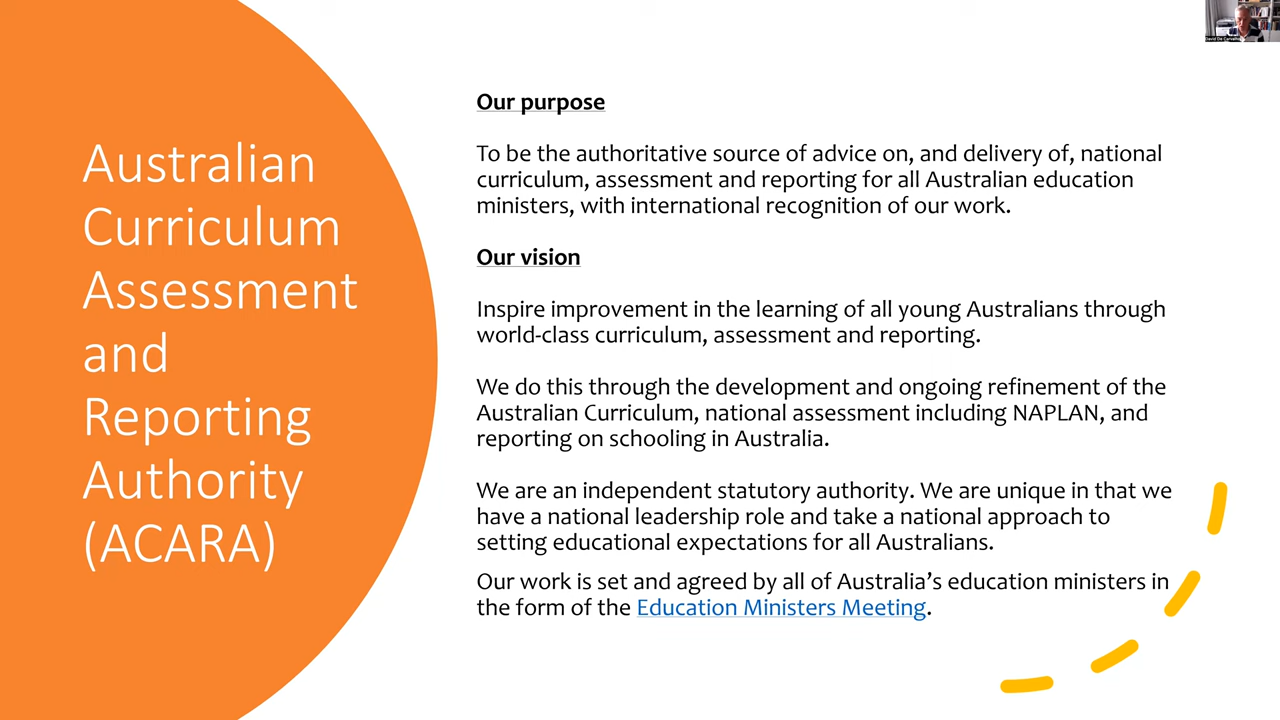 Australian
Curriculum
Assessment
and
Reporting
Authority
(ACARA)
Our purpose
To be the authoritative source of advice on, and delivery of, national
curriculum, assessment and reporting for all Australian education
ministers, with international recognition of our work.
Our vision
Inspire improvement in the learning of all young Australians through
world-class curriculum, assessment and reporting.
We do this through the development and ongoing refinement of the
Australian Curriculum, national assessment including NAPLAN, and
reporting on schooling in Australia.
We are an independent statutory authority. We are unique in that we
have a national leadership role and take a national approach to
setting educational expectations for all Australians.
Our work is set and agreed by all of Australia’s education ministers in
the form of the Education Ministers Meeting.
David De Carvalho